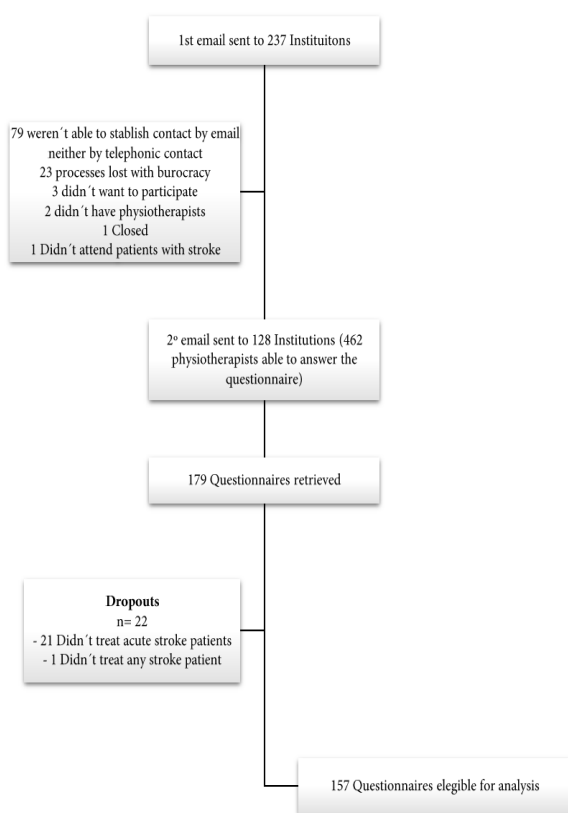 1st email sent to 237 Instituitons
79 weren´t able to stablish contact by email
neither by telephonic contact
23 processes lost with burocracy
3 didn´t want to participate
2 didn´t have physiotherapists
1 Closed
1 Didn´t attend patients with stroke
2º email sent to 128 Institutions (462
physiotherapists able to answer the
questionnaire)
179 Questionnaires retrieved
Dropouts
n= 22
- 21 Didn´t treat acute stroke patients
- 1 Didn´t treat any stroke patient
157 Questionnaires elegible for analysis